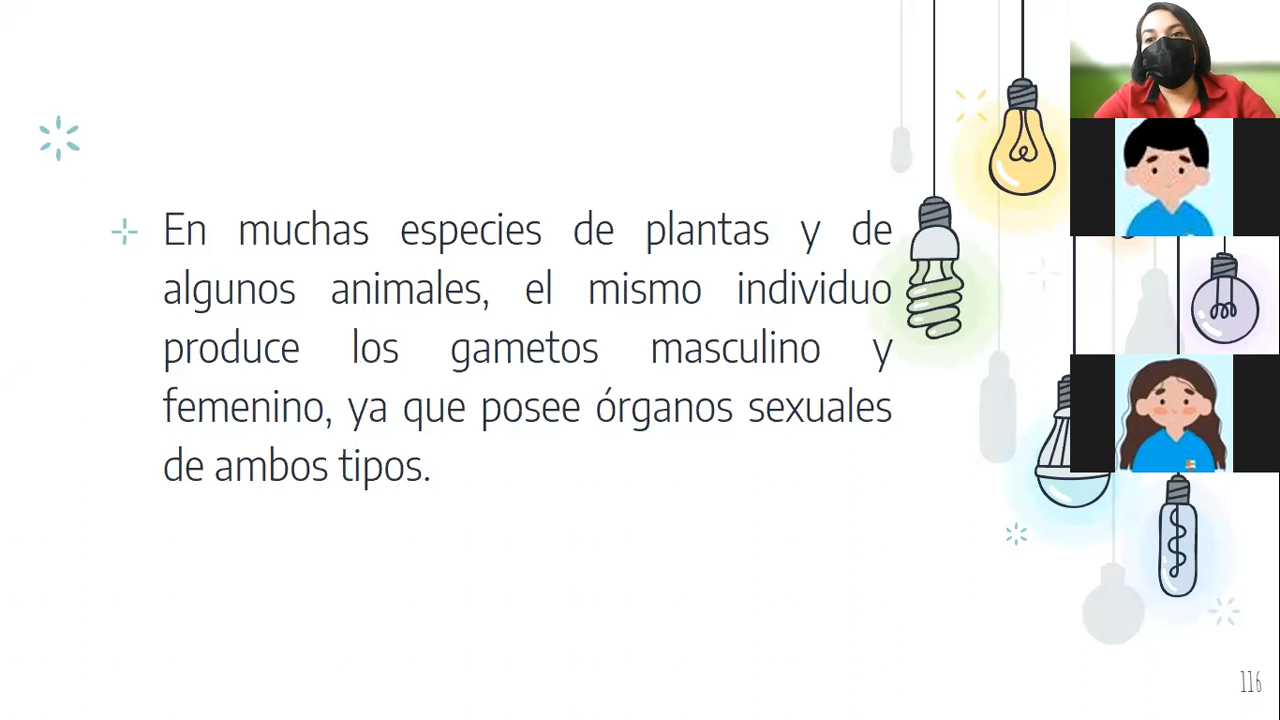 En muchas especies de plantas y de
algunos animales, el mismo individuo
produce los gametos masculino y
femenino, ya que posee órganos sexuales
de ambos tipos.
116